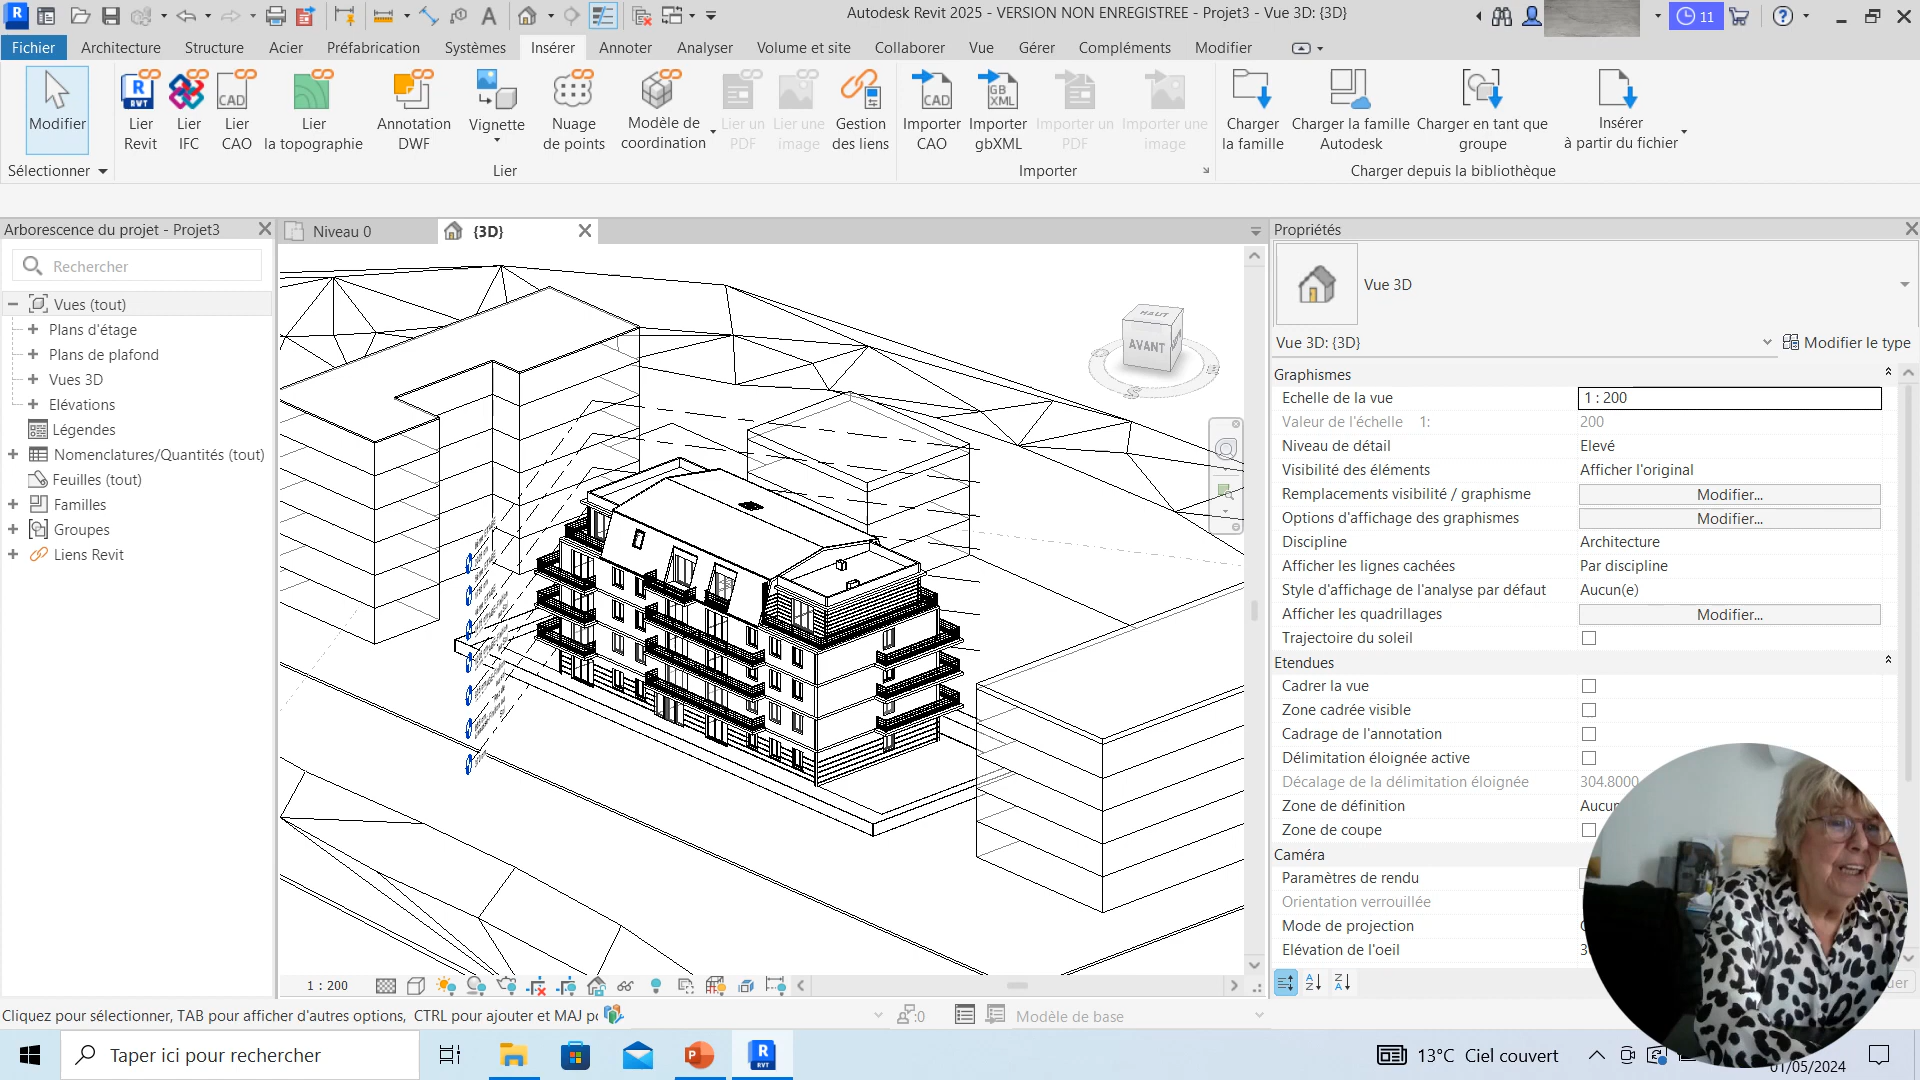 Autodesk Revit 2025 - VERSION NON ENREGISTREE - Projet3 - Vue 3D: {3D}
11
Fichier Architecture Structure Acier Préfabrication Systèmes Insérer Annoter Analyser Volume et site Collaborer Vue Gérer Compléments Modifier
Modifier
Lier Revit
Lier IFC
Lier CAO
Lier la topographie
Annotation DWF
Vignette
Nuage de points
Modèle de coordination
Lier un PDF
Lier une image
Gestion des liens
Importer CAO
Importer gbXML
Importer un PDF
Importer une image
Charger la famille
Charger la famille Autodesk
Charger en tant que groupe
Insérer à partir du fichier
Sélectionner
Lier
Importer
Charger depuis la bibliothèque
Arborescence du projet - Projet3
Rechercher
Vues (tout)
Plans d'étage
Plans de plafond
Vues 3D
Elévations
Légendes
Nomenclatures/Quantités (tout)
Feuilles (tout)
Familles
Groupes
Liens Revit
Niveau 0
{3D}
HAUT
AVANT
Propriétés
Vue 3D
Vue 3D: {3D}
Modifier le type
Graphismes
Echelle de la vue 1 : 200
Valeur de l'échelle 1: 200
Niveau de détail Elevé
Visibilité des éléments Afficher l'original
Remplacements visibilité / graphisme Modifier...
Options d'affichage des graphismes Modifier...
Discipline Architecture
Afficher les lignes cachées Par discipline
Style d'affichage de l'analyse par défaut Aucun(e)
Afficher les quadrillages Modifier...
Trajectoire du soleil
Etendues
Cadrer la vue
Zone cadrée visible
Cadrage de l'annotation
Délimitation éloignée active
Décalage de la délimitation éloignée 304.8000
Zone de définition
Zone de coupe
Caméra
Paramètres de rendu
Orientation verrouillée
Mode de projection
Elévation de l'oeil
1 : 200
Cliquez pour sélectionner, TAB pour afficher d'autres options, CTRL pour ajouter et MAJ
:0
Modèle de base
Taper ici pour rechercher
13°C Ciel couvert
01/05/2024